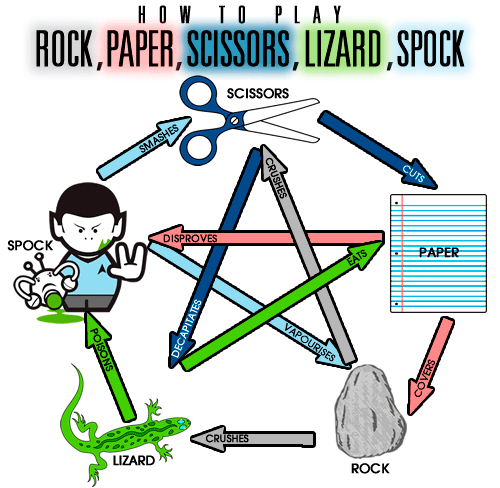 HOW TO PLAY
ROCK, PAPER, SCISSORS, LIZARD, SPOCK
SCISSORS
SMASHES
CUTS
CRUSHES
SPOCK
DISPROVES
EATS
PAPER
DECAPITATES
VAPOURISES
POISONS
COVERS
LIZARD
CRUSHES
ROCK